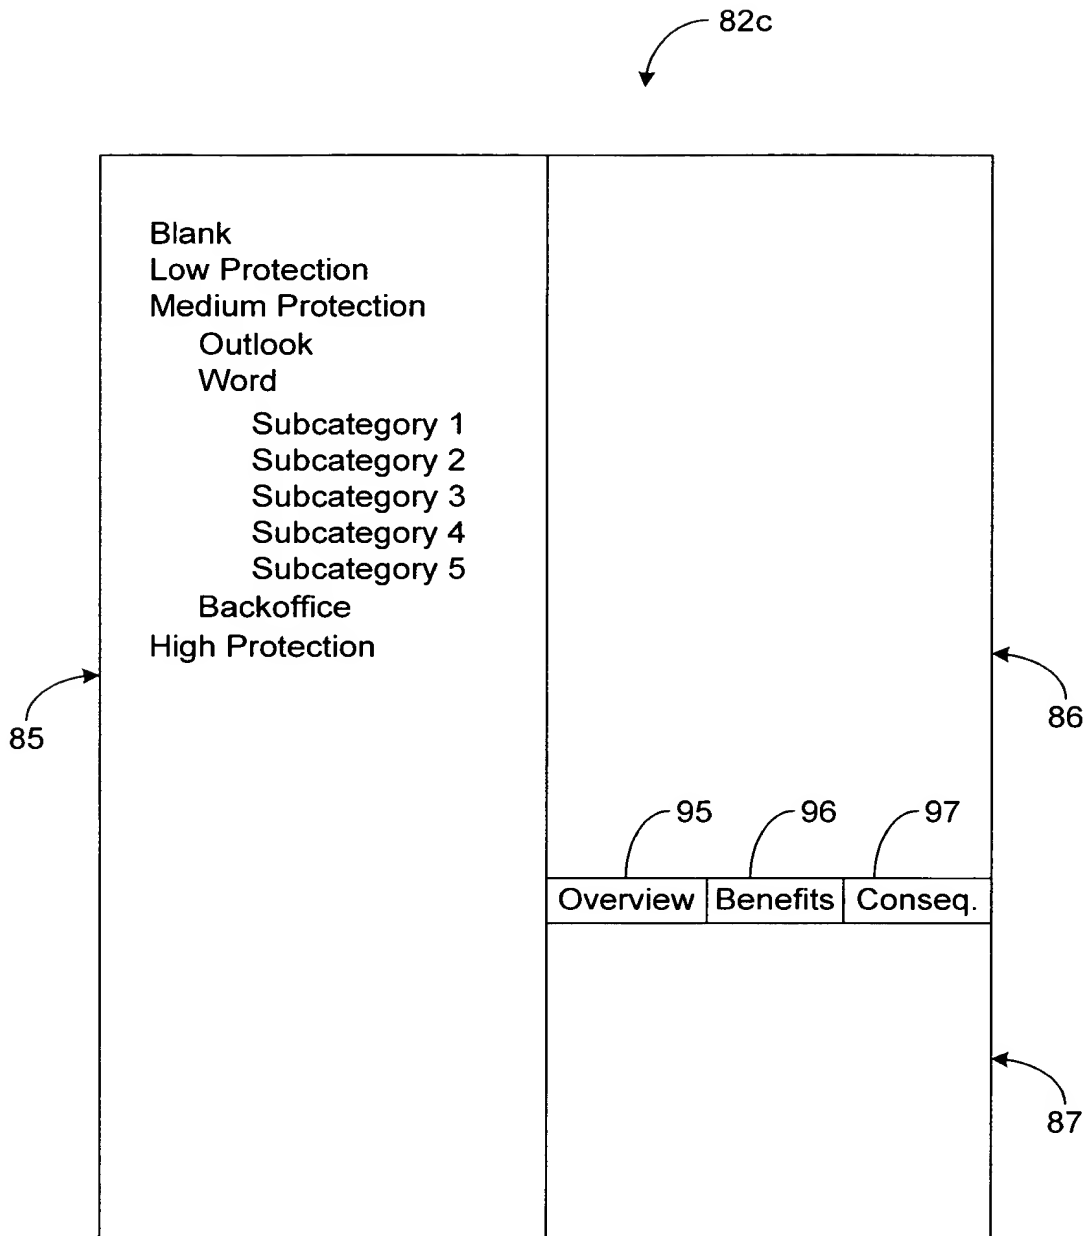 82c
Blank
Low Protection
Medium Protection
Outlook
Word
Subcategory 1
Subcategory 2
Subcategory 3
Subcategory 4
Subcategory 5
Backoffice
High Protection
85
86
95 96 97
Overview Benefits Conseq.
87